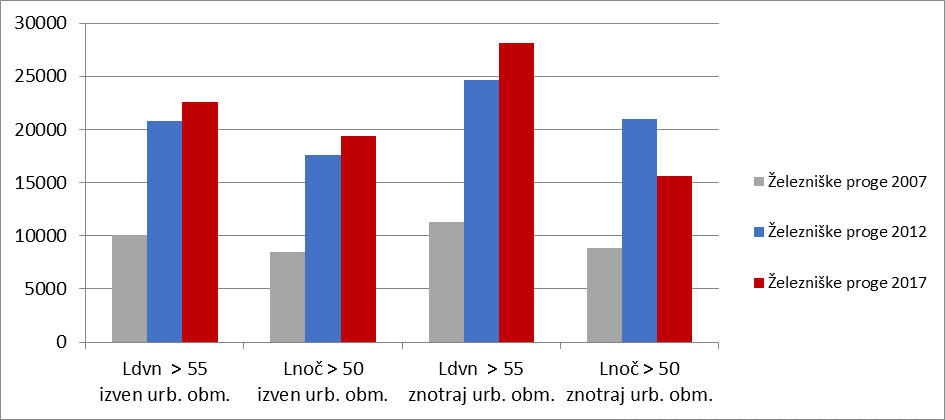 30000
25000
20000
15000
10000
5000
0
Ldvn > 55
izven urb. obm.
Lnoč > 50
izven urb. obm.
Ldvn > 55
znotraj urb. obm.
Lnoč > 50
znotraj urb. obm.
Železniške proge 2007
Železniške proge 2012
Železniške proge 2017